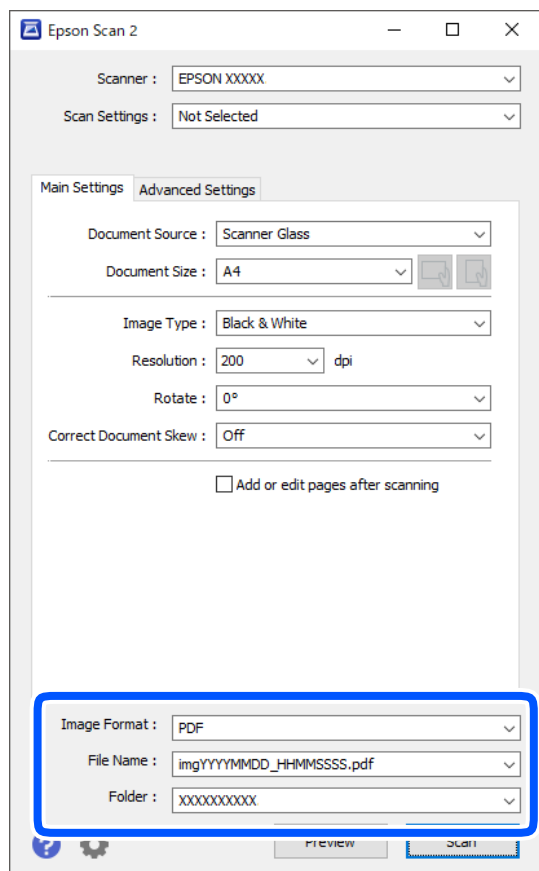 Epson Scan 2
Scanner : EPSON XXXXX
Scan Settings : Not Selected
Main Settings Advanced Settings
Document Source : Scanner Glass
Document Size : A4
Image Type : Black & White
Resolution : 200 dpi
Rotate : 0°
Correct Document Skew : Off
Add or edit pages after scanning
Image Format : PDF
File Name : imgYYYYMMDD_HHMMSSSS.pdf
Folder : XXXXXXXXXX
? Preview Scan